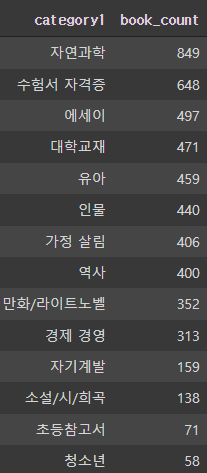 category1 book_count
자연과학 849
수험서 자격증 648
에세이 497
대학교재 471
유아 459
인물 440
가정 살림 406
역사 400
만화/라이트노벨 352
경제 경영 313
자기계발 159
소설/시/희곡 138
초등참고서 71
청소년 58